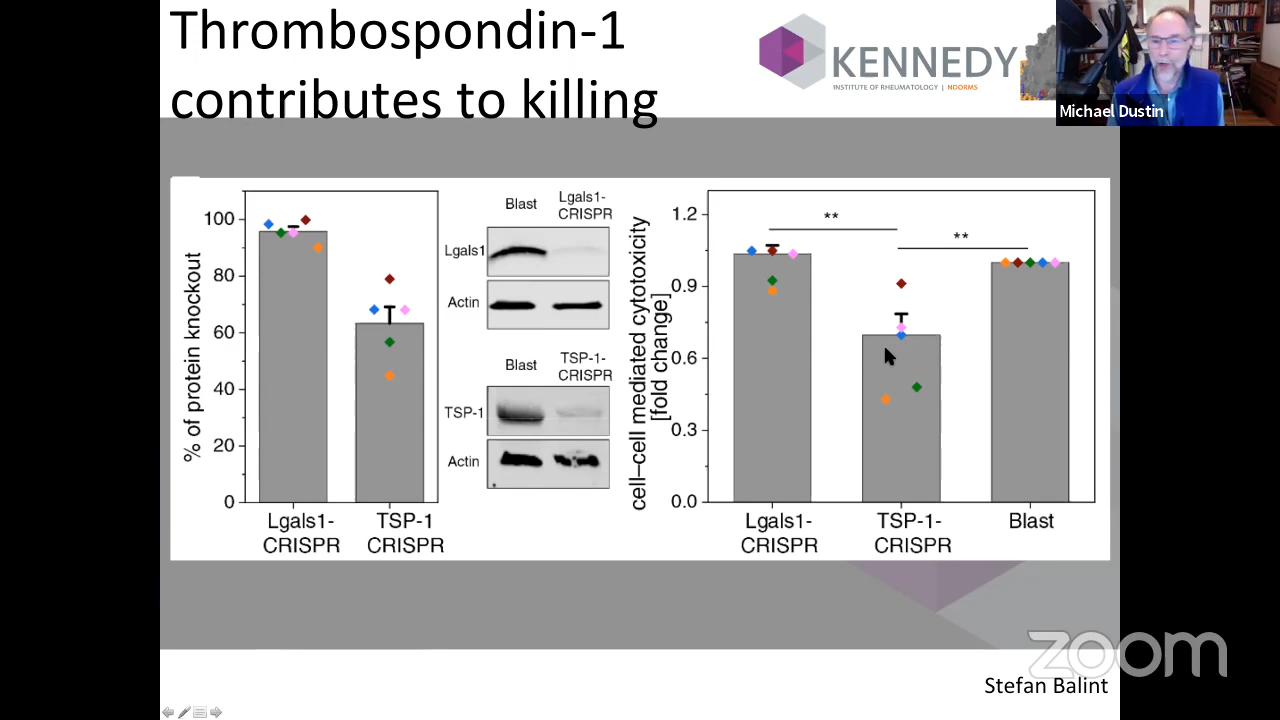 Thrombospondin-1
contributes to killing
KENNEDY
INSTITUTE OF RHEUMATOLOGY | NDORMS
Michael Dustin
% of protein knockout
100
80
60
40
20
0
Lgals1-
CRISPR
TSP-1
CRISPR
Blast
Lgals1-
CRISPR
Lgals1
Actin
Blast
TSP-1-
CRISPR
TSP-1
Actin
cell–cell mediated cytotoxicity
[fold change]
1.2
0.9
0.6
0.3
0.0
**
**
Lgals1-
CRISPR
TSP-1-
CRISPR
Blast
zoom
Stefan Balint